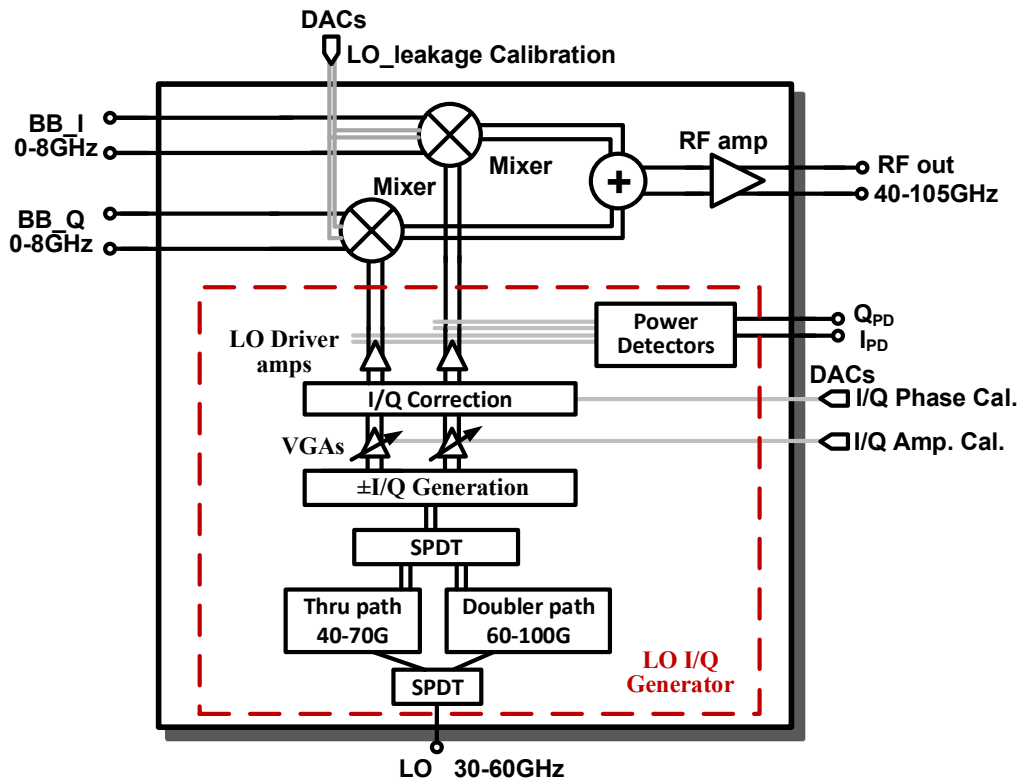 DACs
LO_leakage Calibration
BB_I
0-8GHz
Mixer
RF amp
RF out
40-105GHz
+
Mixer
BB_Q
0-8GHz
Power
Detectors
QPD
IPD
LO Driver
amps
DACs
I/Q Correction
I/Q Phase Cal.
VGAs
I/Q Amp. Cal.
±I/Q Generation
SPDT
Thru path
40-70G
Doubler path
60-100G
LO I/Q
Generator
SPDT
LO 30-60GHz